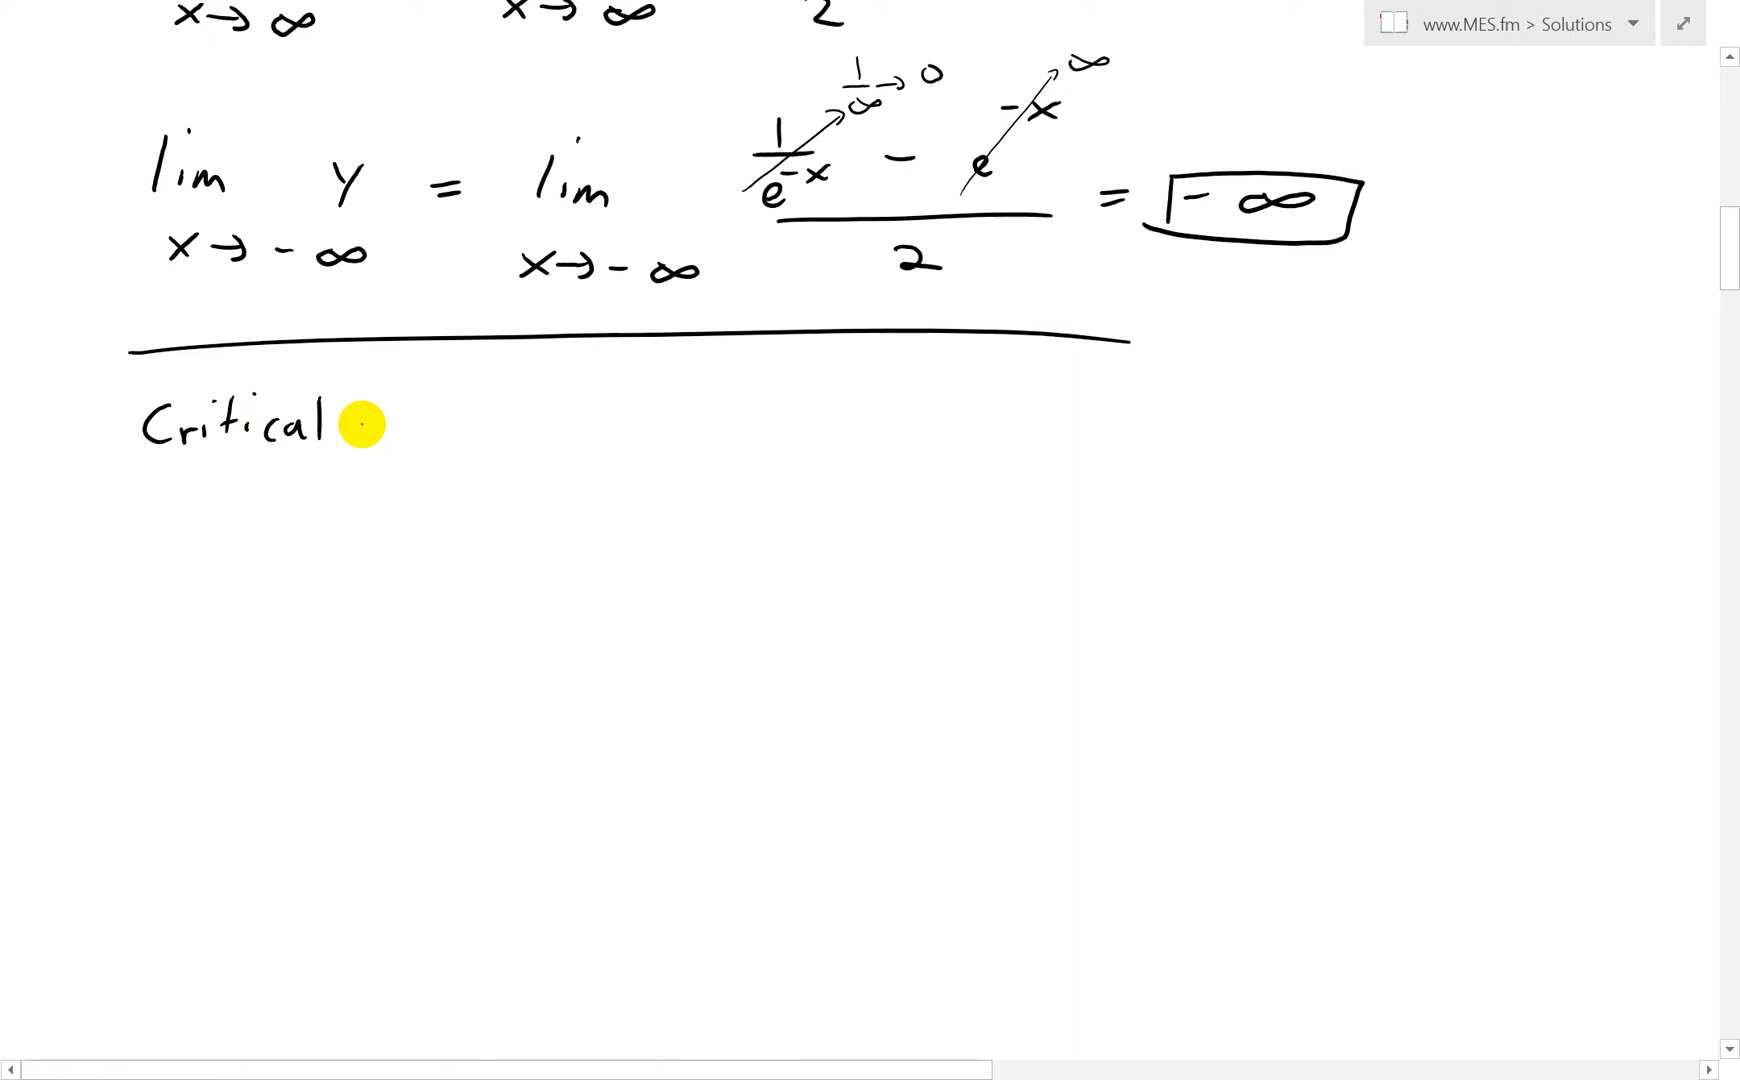 x → ∞ x → ∞ 2
www.MES.fm > Solutions
1/∞ → 0 ∞
lim y = lim (1/e^-x - e^-x)/2 = - ∞
x → - ∞ x → - ∞
Critical